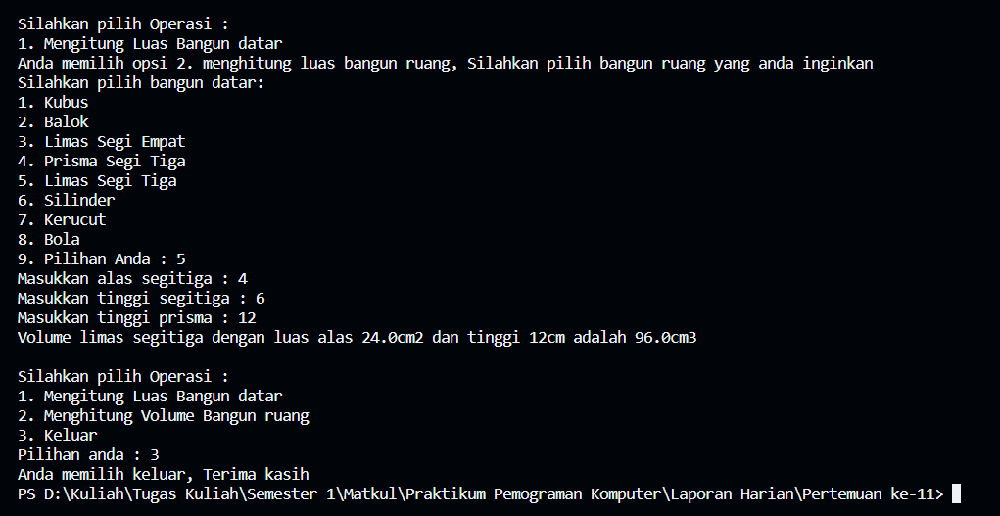 Silahkan pilih Operasi :
1. Mengitung Luas Bangun datar
Anda memilih opsi 2. menghitung luas bangun ruang, Silahkan pilih bangun ruang yang anda inginkan
Silahkan pilih bangun datar:
1. Kubus
2. Balok
3. Limas Segi Empat
4. Prisma Segi Tiga
5. Limas Segi Tiga
6. Silinder
7. Kerucut
8. Bola
9. Pilihan Anda : 5
Masukkan alas segitiga : 4
Masukkan tinggi segitiga : 6
Masukkan tinggi prisma : 12
Volume limas segitiga dengan luas alas 24.0cm2 dan tinggi 12cm adalah 96.0cm3
Silahkan pilih Operasi :
1. Mengitung Luas Bangun datar
2. Menghitung Volume Bangun ruang
3. Keluar
Pilihan anda : 3
Anda memilih keluar, Terima kasih
PS D:\Kuliah\Tugas Kuliah\Semester 1\Matkul\Praktikum Pemograman Komputer\Laporan Harian\Pertemuan ke-11>